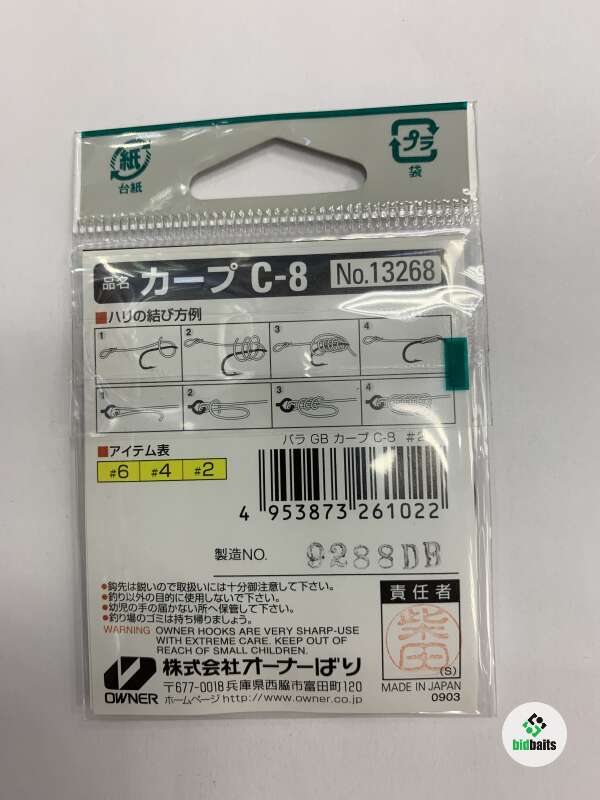 紙
台紙
プラ
袋
品名 カープ C-8 No.13268
■ハリの結び方例
1 2 3 4
1 2 3 4
バラ GB カープ C-8 #2
■アイテム表
#6 #4 #2
4 953873 261022
製造NO. 9288DB
●鈎先は鋭いので取扱いには十分御注意して下さい。
●釣り以外の目的に使用しないで下さい。
●幼児の手の届かない所へ保管して下さい。
●釣り場のゴミは持ち帰りましょう。
WARNING OWNER HOOKS ARE VERY SHARP-USE
WITH EXTREME CARE. KEEP OUT OF
REACH OF SMALL CHILDREN.
責任者
柴田
(S)
OWNER
株式会社オーナーばり
〒677-0018 兵庫県西脇市富田町120
ホームページ http://www.owner.co.jp
MADE IN JAPAN
0903
bidbaits